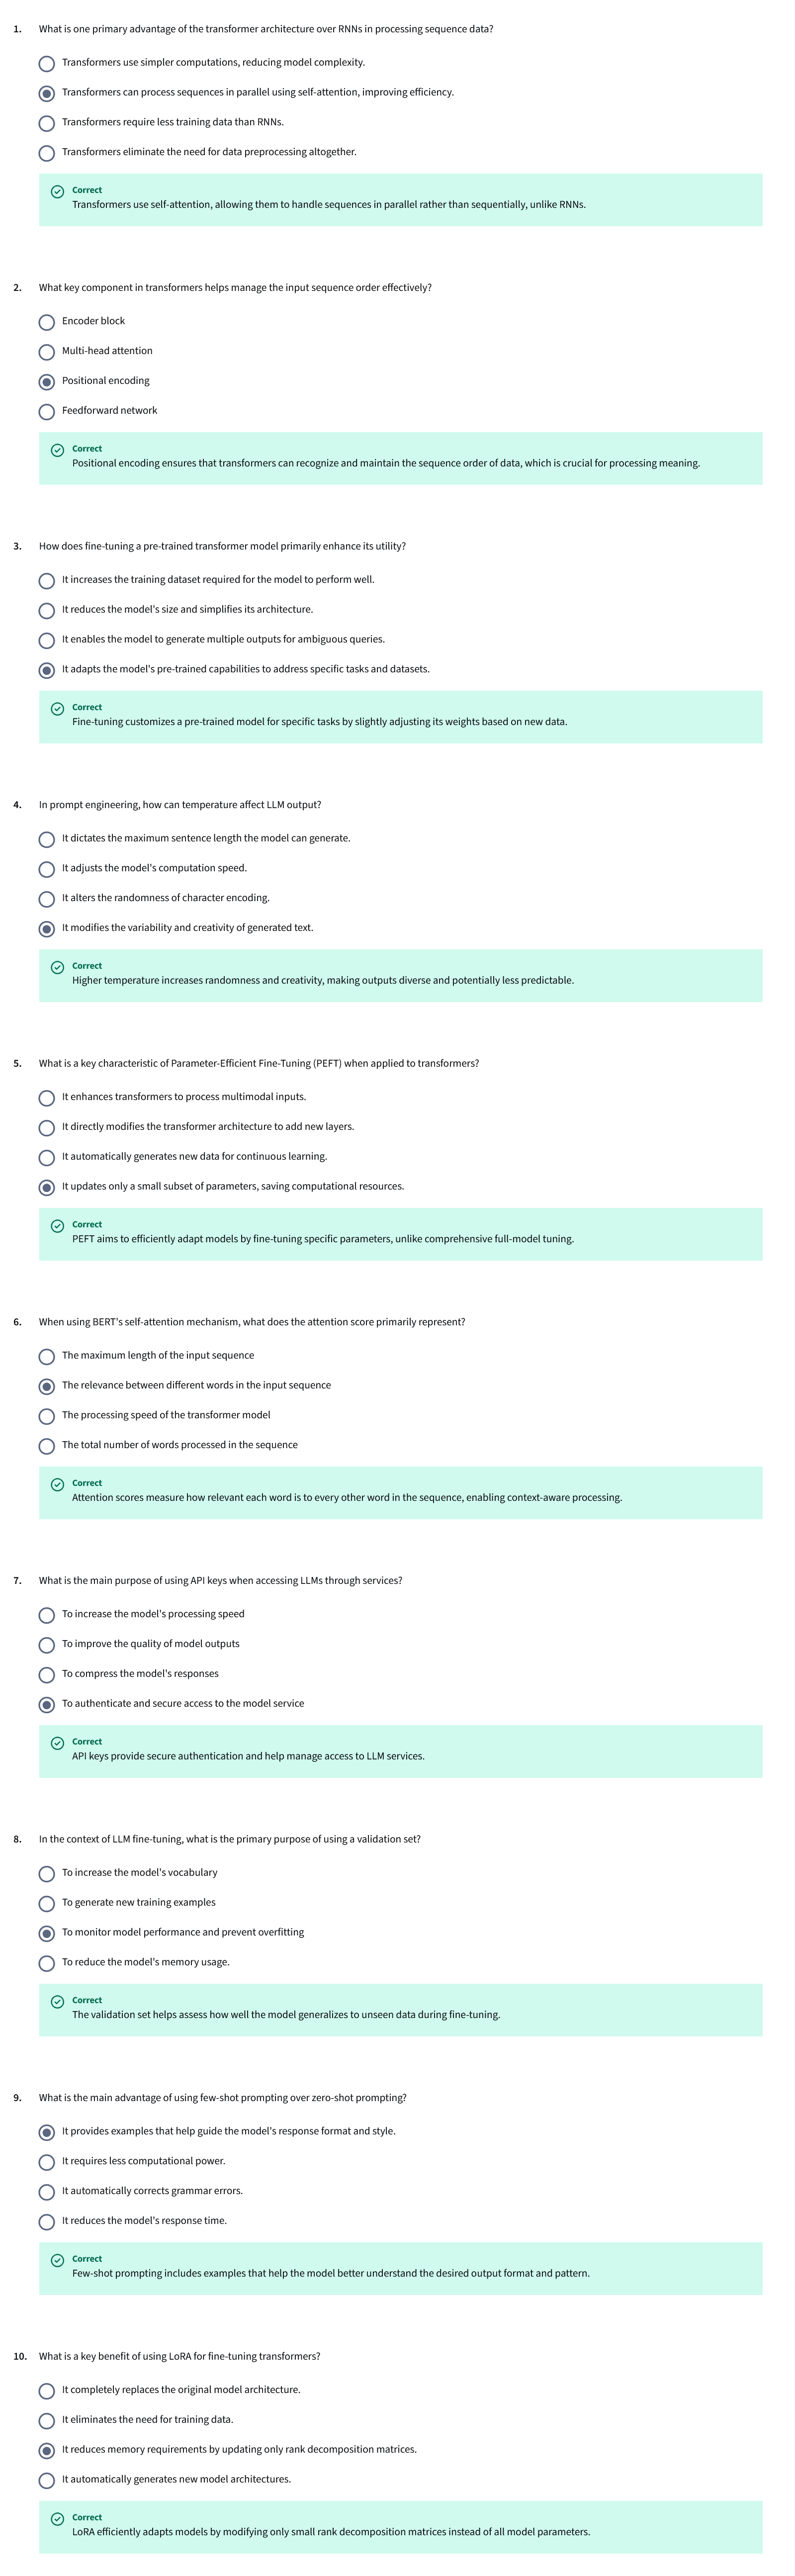 1. What is one primary advantage of the transformer architecture over RNNs in processing sequence data?
Transformers use simpler computations, reducing model complexity.
Transformers can process sequences in parallel using self-attention, improving efficiency.
Transformers require less training data than RNNs.
Transformers eliminate the need for data preprocessing altogether.
Correct
Transformers use self-attention, allowing them to handle sequences in parallel rather than sequentially, unlike RNNs.
2. What key component in transformers helps manage the input sequence order effectively?
Encoder block
Multi-head attention
Positional encoding
Feedforward network
Correct
Positional encoding ensures that transformers can recognize and maintain the sequence order of data, which is crucial for processing meaning.
3. How does fine-tuning a pre-trained transformer model primarily enhance its utility?
It increases the training dataset required for the model to perform well.
It reduces the model's size and simplifies its architecture.
It enables the model to generate multiple outputs for ambiguous queries.
It adapts the model's pre-trained capabilities to address specific tasks and datasets.
Correct
Fine-tuning customizes a pre-trained model for specific tasks by slightly adjusting its weights based on new data.
4. In prompt engineering, how can temperature affect LLM output?
It dictates the maximum sentence length the model can generate.
It adjusts the model's computation speed.
It alters the randomness of character encoding.
It modifies the variability and creativity of generated text.
Correct
Higher temperature increases randomness and creativity, making outputs diverse and potentially less predictable.
5. What is a key characteristic of Parameter-Efficient Fine-Tuning (PEFT) when applied to transformers?
It enhances transformers to process multimodal inputs.
It directly modifies the transformer architecture to add new layers.
It automatically generates new data for continuous learning.
It updates only a small subset of parameters, saving computational resources.
Correct
PEFT aims to efficiently adapt models by fine-tuning specific parameters, unlike comprehensive full-model tuning.
6. When using BERT's self-attention mechanism, what does the attention score primarily represent?
The maximum length of the input sequence
The relevance between different words in the input sequence
The processing speed of the transformer model
The total number of words processed in the sequence
Correct
Attention scores measure how relevant each word is to every other word in the sequence, enabling context-aware processing.
7. What is the main purpose of using API keys when accessing LLMs through services?
To increase the model's processing speed
To improve the quality of model outputs
To compress the model's responses
To authenticate and secure access to the model service
Correct
API keys provide secure authentication and help manage access to LLM services.
8. In the context of LLM fine-tuning, what is the primary purpose of using a validation set?
To increase the model's vocabulary
To generate new training examples
To monitor model performance and prevent overfitting
To reduce the model's memory usage.
Correct
The validation set helps assess how well the model generalizes to unseen data during fine-tuning.
9. What is the main advantage of using few-shot prompting over zero-shot prompting?
It provides examples that help guide the model's response format and style.
It requires less computational power.
It automatically corrects grammar errors.
It reduces the model's response time.
Correct
Few-shot prompting includes examples that help the model better understand the desired output format and pattern.
10. What is a key benefit of using LoRA for fine-tuning transformers?
It completely replaces the original model architecture.
It eliminates the need for training data.
It reduces memory requirements by updating only rank decomposition matrices.
It automatically generates new model architectures.
Correct
LoRA efficiently adapts models by modifying only small rank decomposition matrices instead of all model parameters.